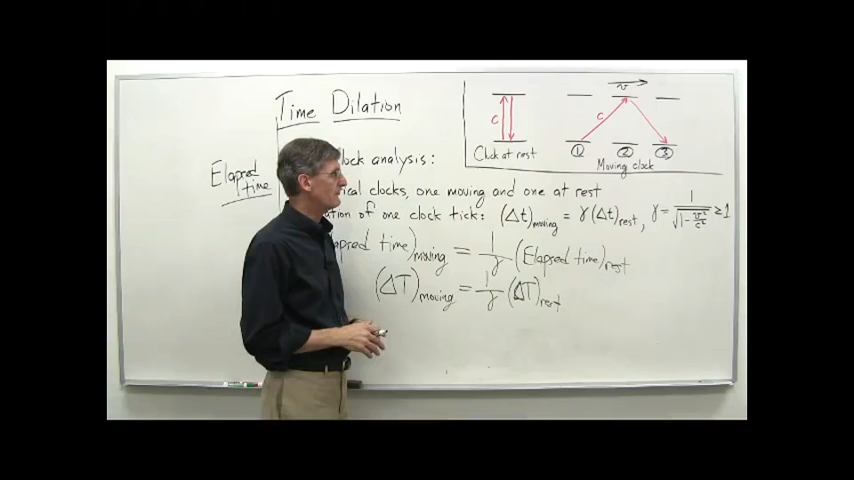 Time Dilation
v
c
c
Clock at rest
① ② ③
Moving clock
Elapsed time
lock analysis:
ical clocks, one moving and one at rest
ation of one clock tick: (Δt)moving = γ(Δt)rest , γ = 1/√(1-v²/c²) ≥ 1
apsed time)moving = 1/γ (Elapsed time)rest
(ΔT)moving = 1/γ (ΔT)rest